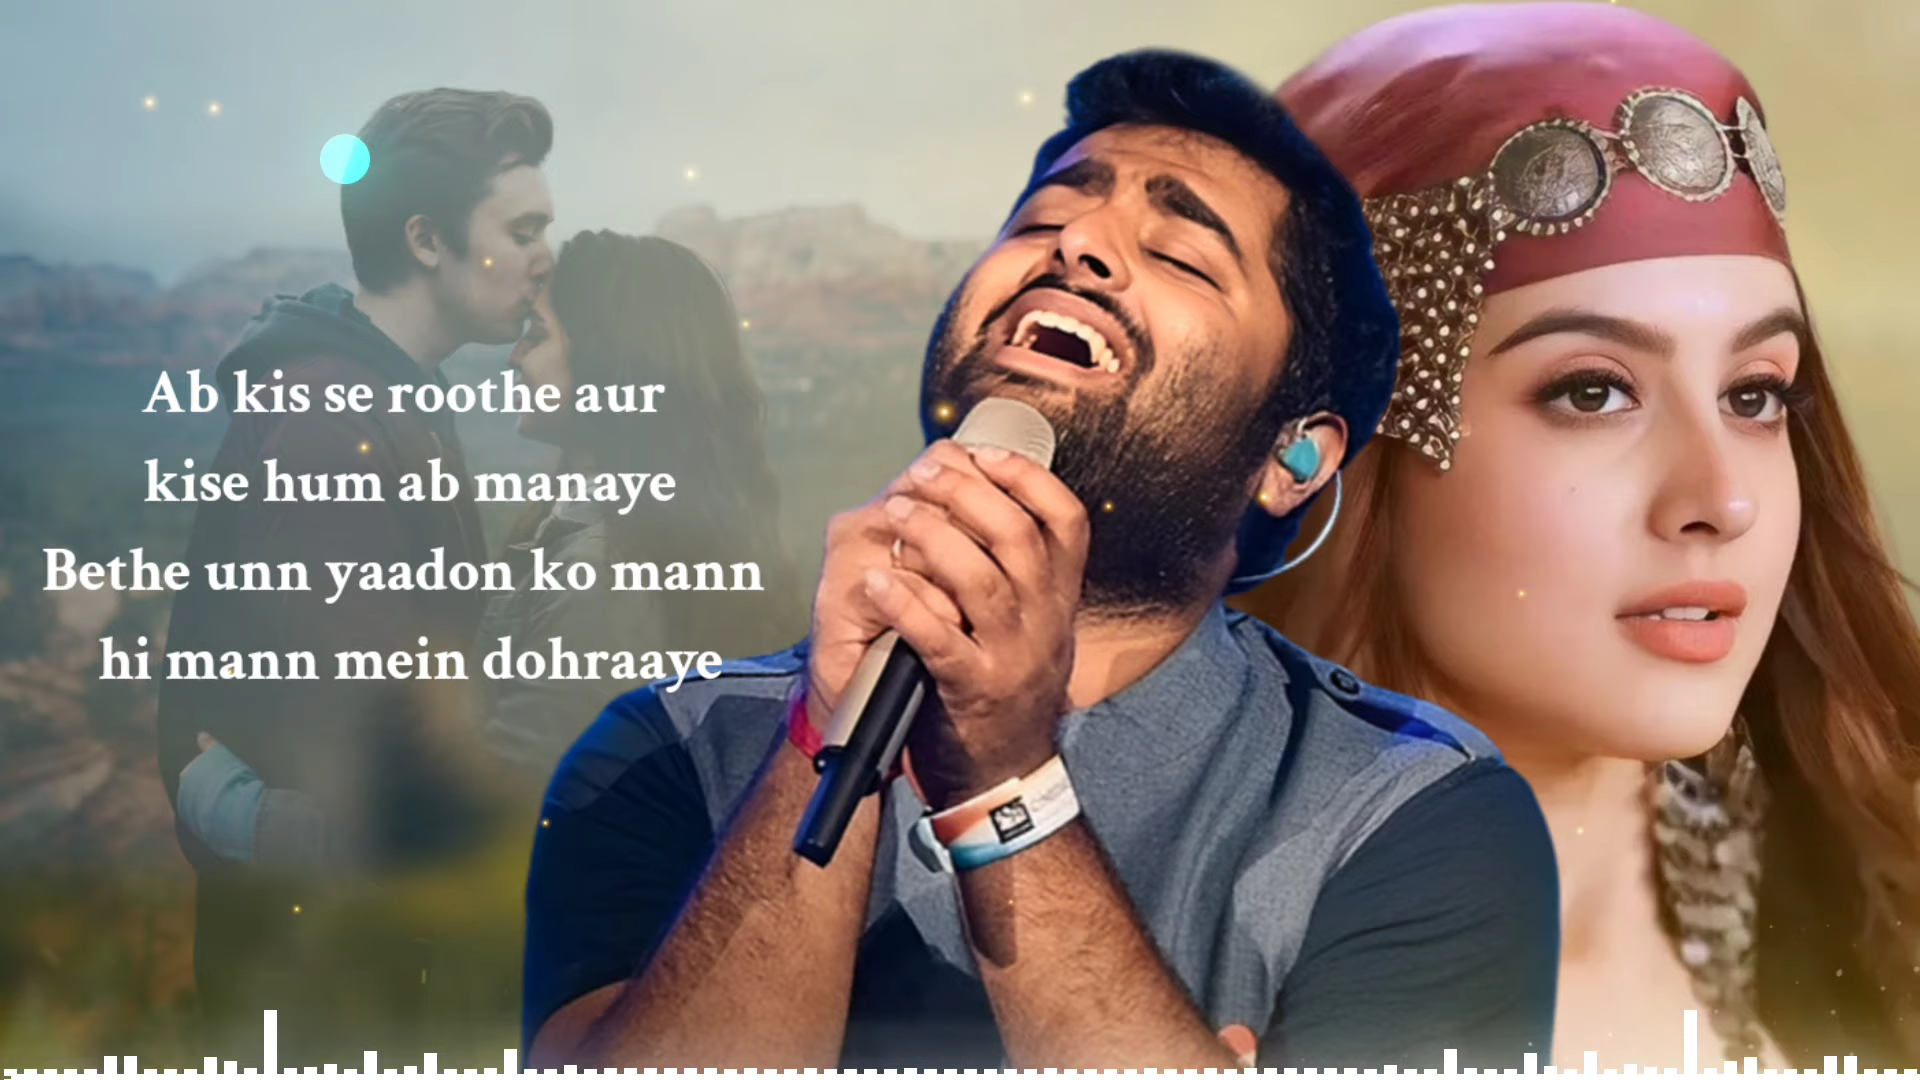 Ab kis se roothe aur
kise hum ab manaye
Bethe unn yaadon ko mann
hi mann mein dohraaye